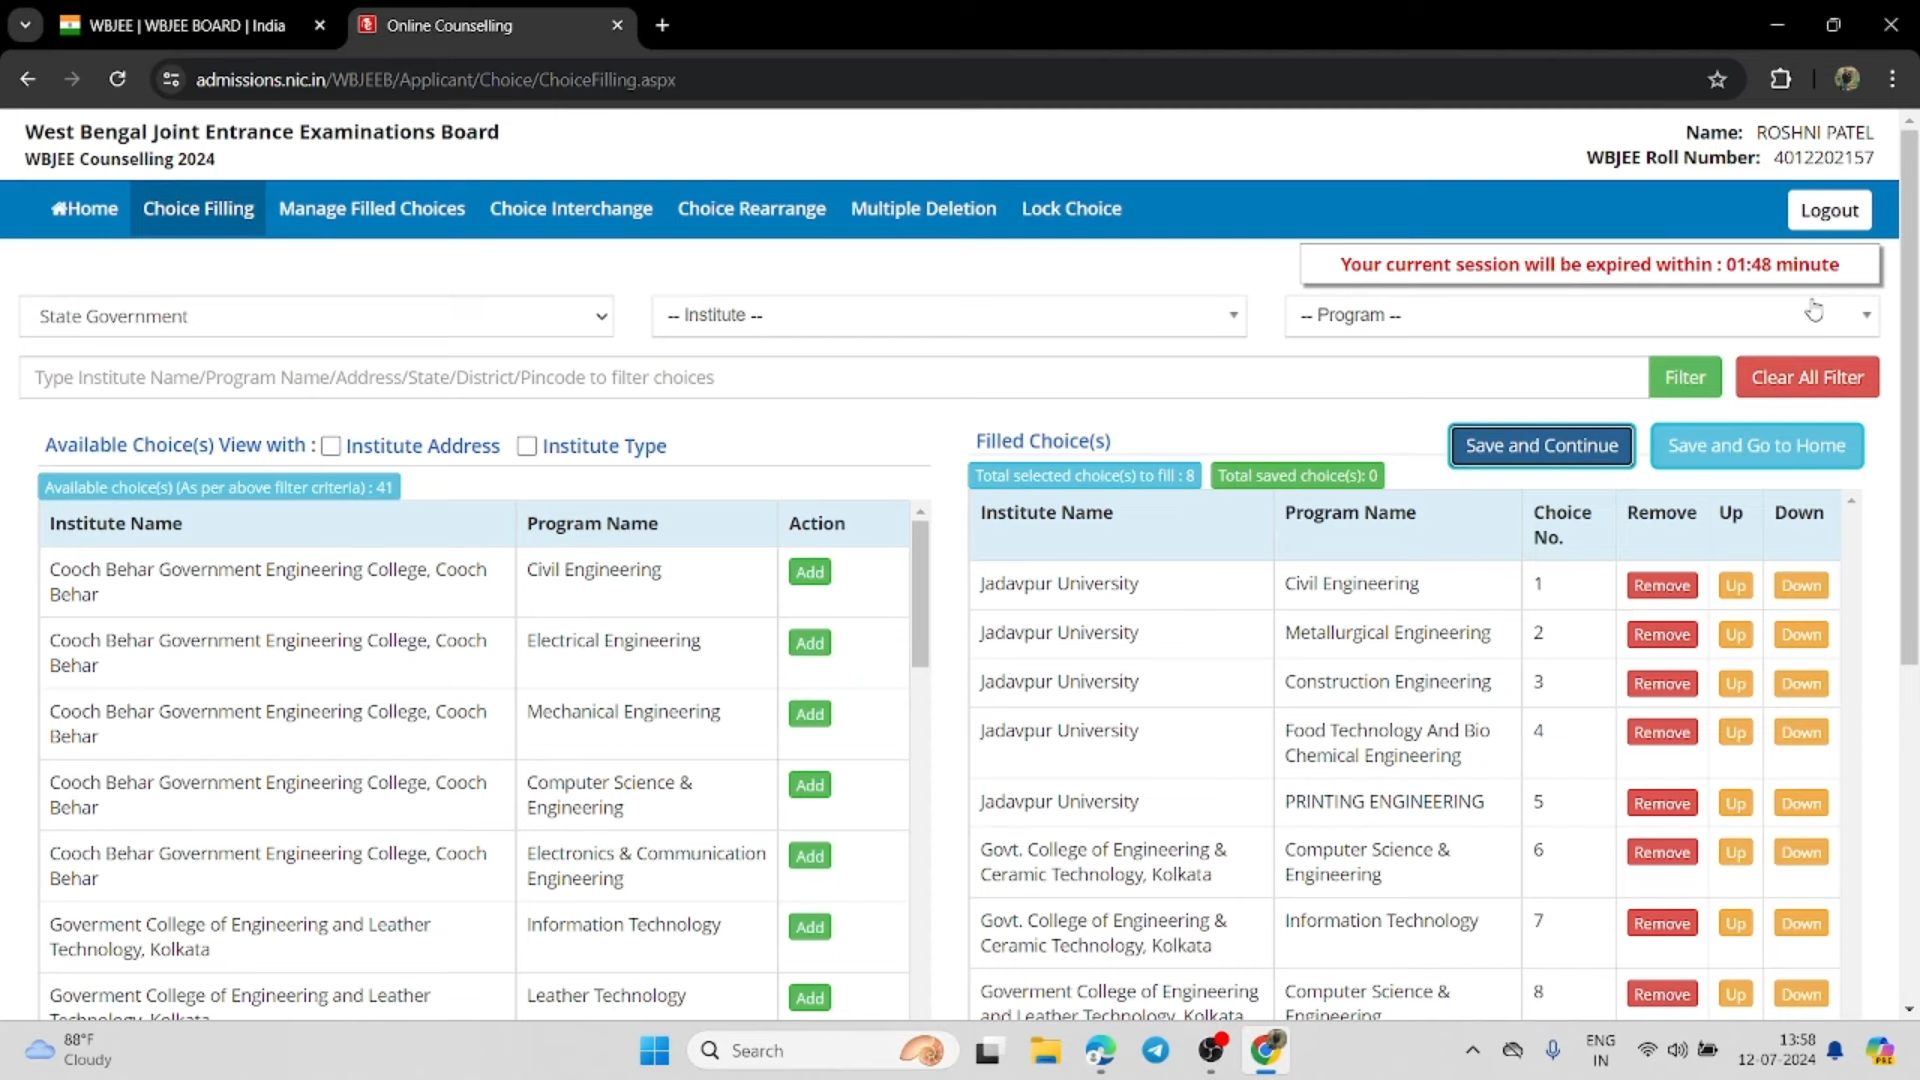 WBJEE | WBJEE BOARD | India
Online Counselling
admissions.nic.in/WBJEEB/Applicant/Choice/ChoiceFilling.aspx
West Bengal Joint Entrance Examinations Board
WBJEE Counselling 2024
Name: ROSHNI PATEL
WBJEE Roll Number: 4012202157
Home Choice Filling Manage Filled Choices Choice Interchange Choice Rearrange Multiple Deletion Lock Choice Logout
Your current session will be expired within : 01:48 minute
State Government -- Institute -- -- Program --
Type Institute Name/Program Name/Address/State/District/Pincode to filter choices Filter Clear All Filter
Available Choice(s) View with : Institute Address Institute Type
Available choice(s) (As per above filter criteria) : 41
Institute Name Program Name Action
Cooch Behar Government Engineering College, Cooch Civil Engineering Add
Behar
Cooch Behar Government Engineering College, Cooch Electrical Engineering Add
Behar
Cooch Behar Government Engineering College, Cooch Mechanical Engineering Add
Behar
Cooch Behar Government Engineering College, Cooch Computer Science & Add
Behar Engineering
Cooch Behar Government Engineering College, Cooch Electronics & Communication Add
Behar Engineering
Goverment College of Engineering and Leather Information Technology Add
Technology, Kolkata
Goverment College of Engineering and Leather Leather Technology Add
Technology, Kolkata
Filled Choice(s) Save and Continue Save and Go to Home
Total selected choice(s) to fill : 8 Total saved choice(s): 0
Institute Name Program Name Choice Remove Up Down
No.
Jadavpur University Civil Engineering 1 Remove Up Down
Jadavpur University Metallurgical Engineering 2 Remove Up Down
Jadavpur University Construction Engineering 3 Remove Up Down
Jadavpur University Food Technology And Bio 4 Remove Up Down
Chemical Engineering
Jadavpur University PRINTING ENGINEERING 5 Remove Up Down
Govt. College of Engineering & Computer Science & 6 Remove Up Down
Ceramic Technology, Kolkata Engineering
Govt. College of Engineering & Information Technology 7 Remove Up Down
Ceramic Technology, Kolkata
Goverment College of Engineering Computer Science & 8 Remove Up Down
and Leather Technology, Kolkata Engineering
88°F
Cloudy
Search
ENG
IN
13:58
12-07-2024
PRE